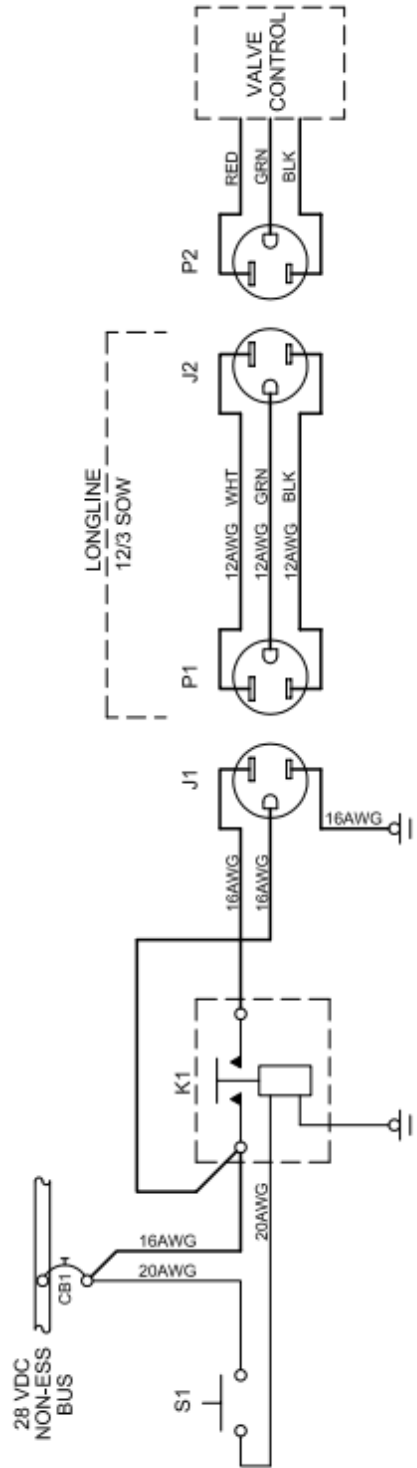 28 VDC
NON-ESS
BUS
CB1
16AWG
20AWG
S1
K1
20AWG
16AWG
16AWG
J1
16AWG
LONGLINE
12/3 SOW
P1
12AWG WHT
12AWG GRN
12AWG BLK
J2
P2
RED
GRN
BLK
VALVE
CONTROL